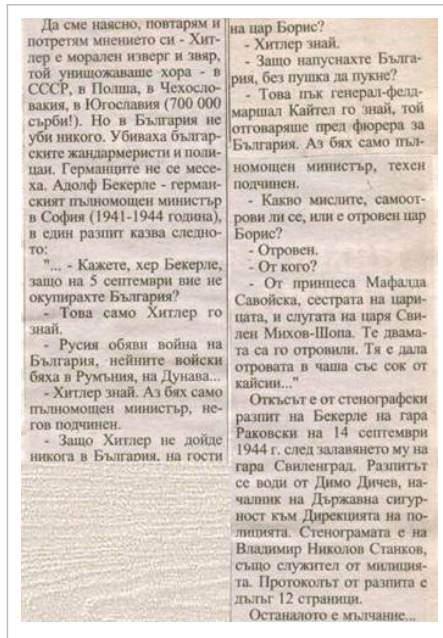 Да сме наясно, повтарям и
потретям мнението си - Хит-
лер е морален изверг и звяр,
той унищожаваше хора - в
СССР, в Полша, в Чехосло-
вакия, в Югославия (700 000
сърби!). Но в България не
уби никого. Убиваха българ-
ските жандармеристи и поли-
цаи. Германците не се месе-
ха. Адолф Бекерле - герман-
ският пълномощен министър
в София (1941-1944 година),
в един разпит казва следно-
то:
"... - Кажете, хер Бекерле,
защо на 5 септември вие не
окупирахте България?
- Това само Хитлер го
знай.
- Русия обяви война на
България, нейните войски
бяха в Румъния, на Дунава...
- Хитлер знай. Аз бях само
пълномощен министър, не-
гов подчинен.
- Защо Хитлер не дойде
никога в България, на гости
на цар Борис?
- Хитлер знай.
- Защо напуснахте Бълга-
рия, без пушка да пукне?
- Това пък генерал-фелд-
маршал Кайтел го знай, той
отговаряше пред фюрера за
България. Аз бях само пъл-
номощен министър, техен
подчинен.
- Какво мислите, самоот-
рови ли се, или е отровен цар
Борис?
- Отровен.
- От кого?
- От принцеса Мафалда
Савойска, сестрата на цари-
цата, и слугата на царя Сви-
лен Михов-Шопа. Те двама-
та са го отровили. Тя е дала
отровата в чаша със сок от
кайсии..."
Откъсът е от стенографски
разпит на Бекерле на гара
Раковски на 14 септември
1944 г. след залавянето му на
гара Свиленград. Разпитът
се води от Димо Дичев, на-
чалник на Държавна сигур-
ност към Дирекцията на по-
лицията. Стенограмата е на
Владимир Николов Станков,
също служител от милиция-
та. Протоколът от разпита е
дълъг 12 страници.
Останалото е мълчание...